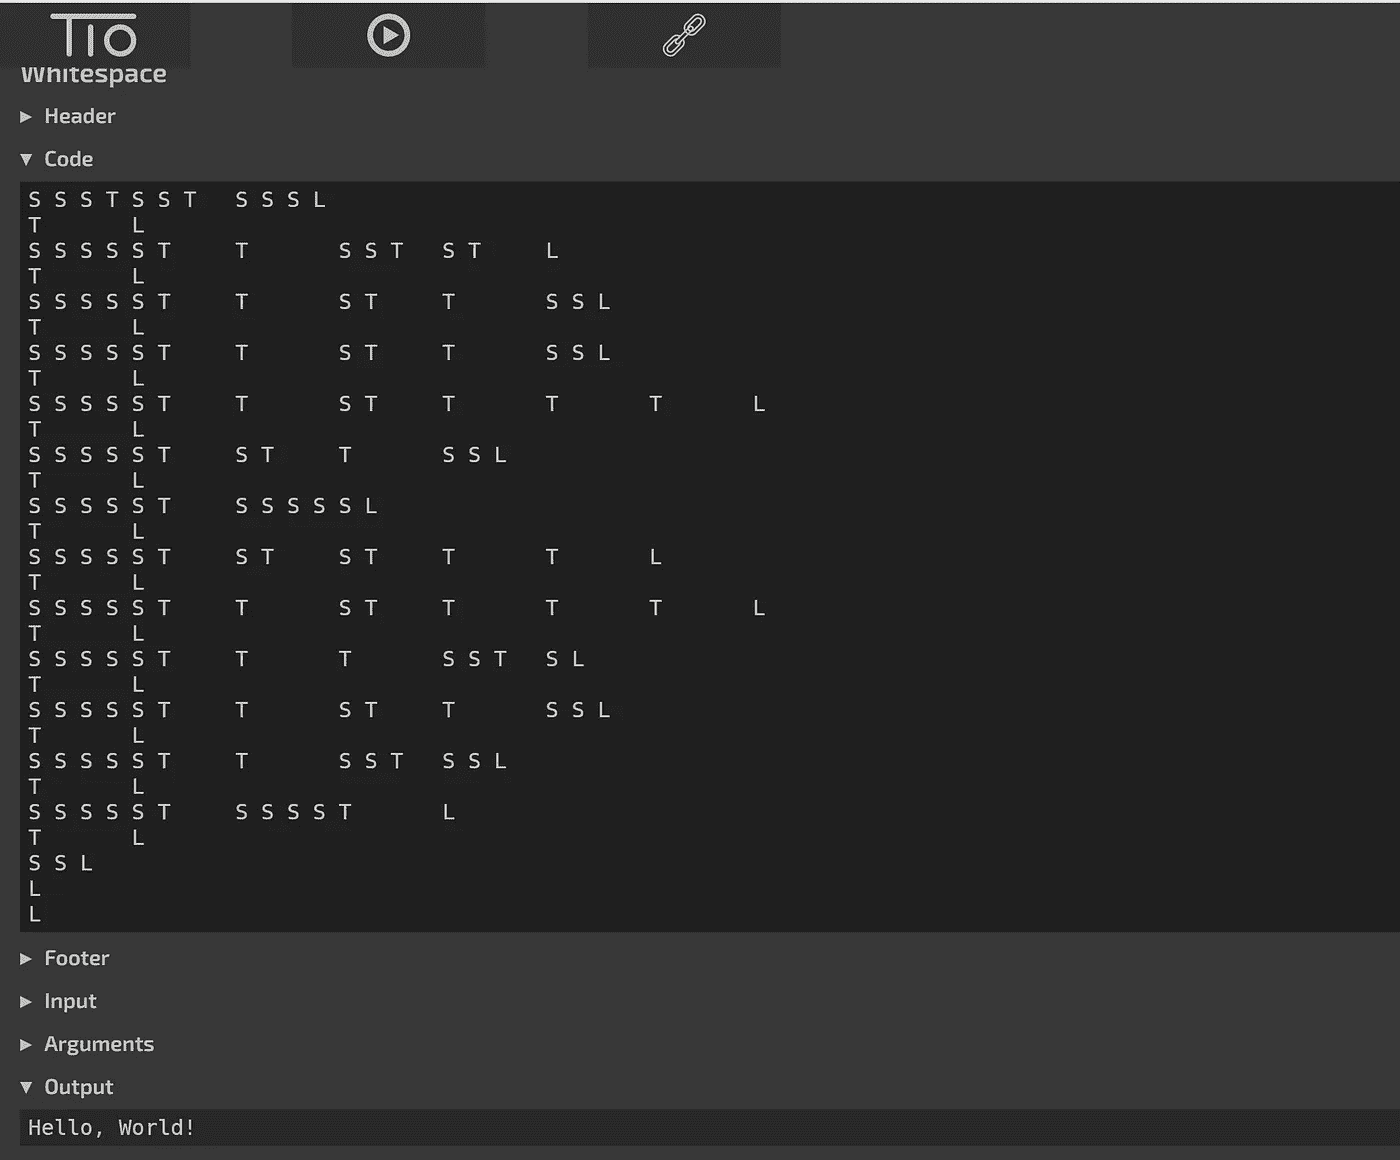 TIO
Whitespace
Header
Code
S S S T S S T S S S L
T L
S S S S S T T S S T S T L
T L
S S S S S T T S T T S S L
T L
S S S S S T T S T T S S L
T L
S S S S S T T S T T T T L
T L
S S S S S T S T T S S L
T L
S S S S S T S S S S S L
T L
S S S S S T S T S T T T L
T L
S S S S S T T S T T T T L
T L
S S S S S T T T S S T S L
T L
S S S S S T T S T T S S L
T L
S S S S S T T S S T S S L
T L
S S S S S T S S S S T L
T L
S S L
L
L
Footer
Input
Arguments
Output
Hello, World!